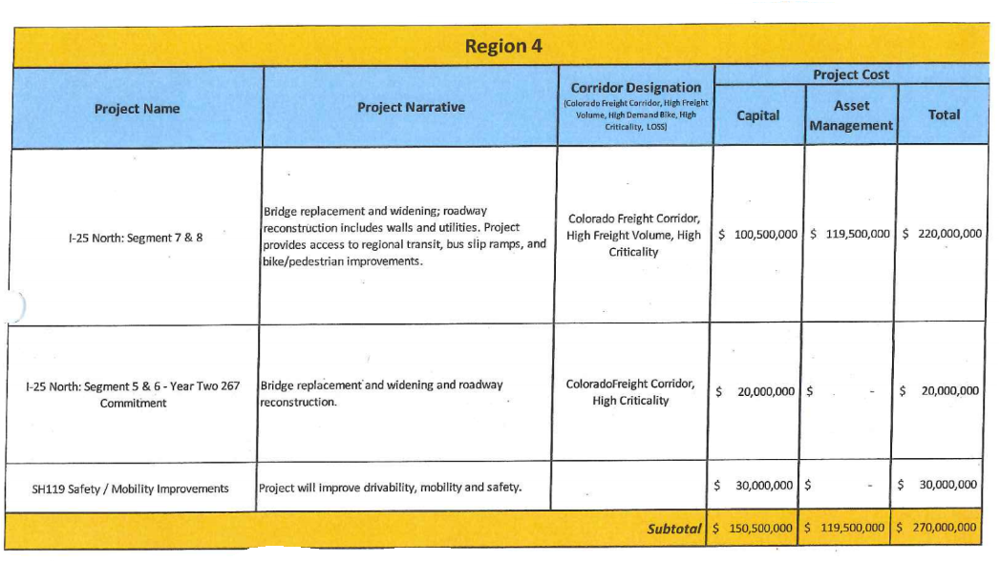 Region 4
Project Name
Project Narrative
Corridor Designation
(Colorado Freight Corridor, High Freight
Volume, High Demand Bike, High
Criticality, LOSS)
Project Cost
Capital
Asset
Management
Total
I-25 North: Segment 7 & 8
Bridge replacement and widening; roadway
reconstruction includes walls and utilities. Project
provides access to regional transit, bus slip ramps, and
bike/pedestrian improvements.
Colorado Freight Corridor,
High Freight Volume, High
Criticality
$ 100,500,000
$ 119,500,000
$ 220,000,000
I-25 North: Segment 5 & 6 - Year Two 267
Commitment
Bridge replacement and widening and roadway
reconstruction.
ColoradoFreight Corridor,
High Criticality
$ 20,000,000
$ -
$ 20,000,000
SH119 Safety / Mobility Improvements
Project will improve drivability, mobility and safety.
$ 30,000,000
$ -
$ 30,000,000
Subtotal
$ 150,500,000
$ 119,500,000
$ 270,000,000